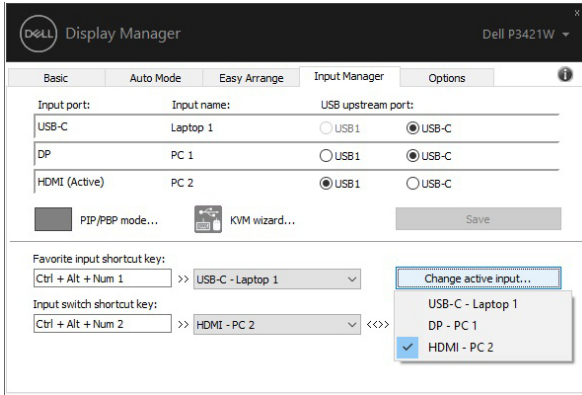 DELL Display Manager Dell P3421W
Basic Auto Mode Easy Arrange Input Manager Options
Input port: Input name: USB upstream port:
USB-C Laptop 1 USB1 USB-C
DP PC 1 USB1 USB-C
HDMI (Active) PC 2 USB1 USB-C
PIP/PBP mode... KVM wizard... Save
Favorite input shortcut key:
Ctrl + Alt + Num 1 >> USB-C - Laptop 1 Change active input...
USB-C - Laptop 1
Input switch shortcut key:
Ctrl + Alt + Num 2 >> HDMI - PC 2 <<>> DP - PC 1
HDMI - PC 2